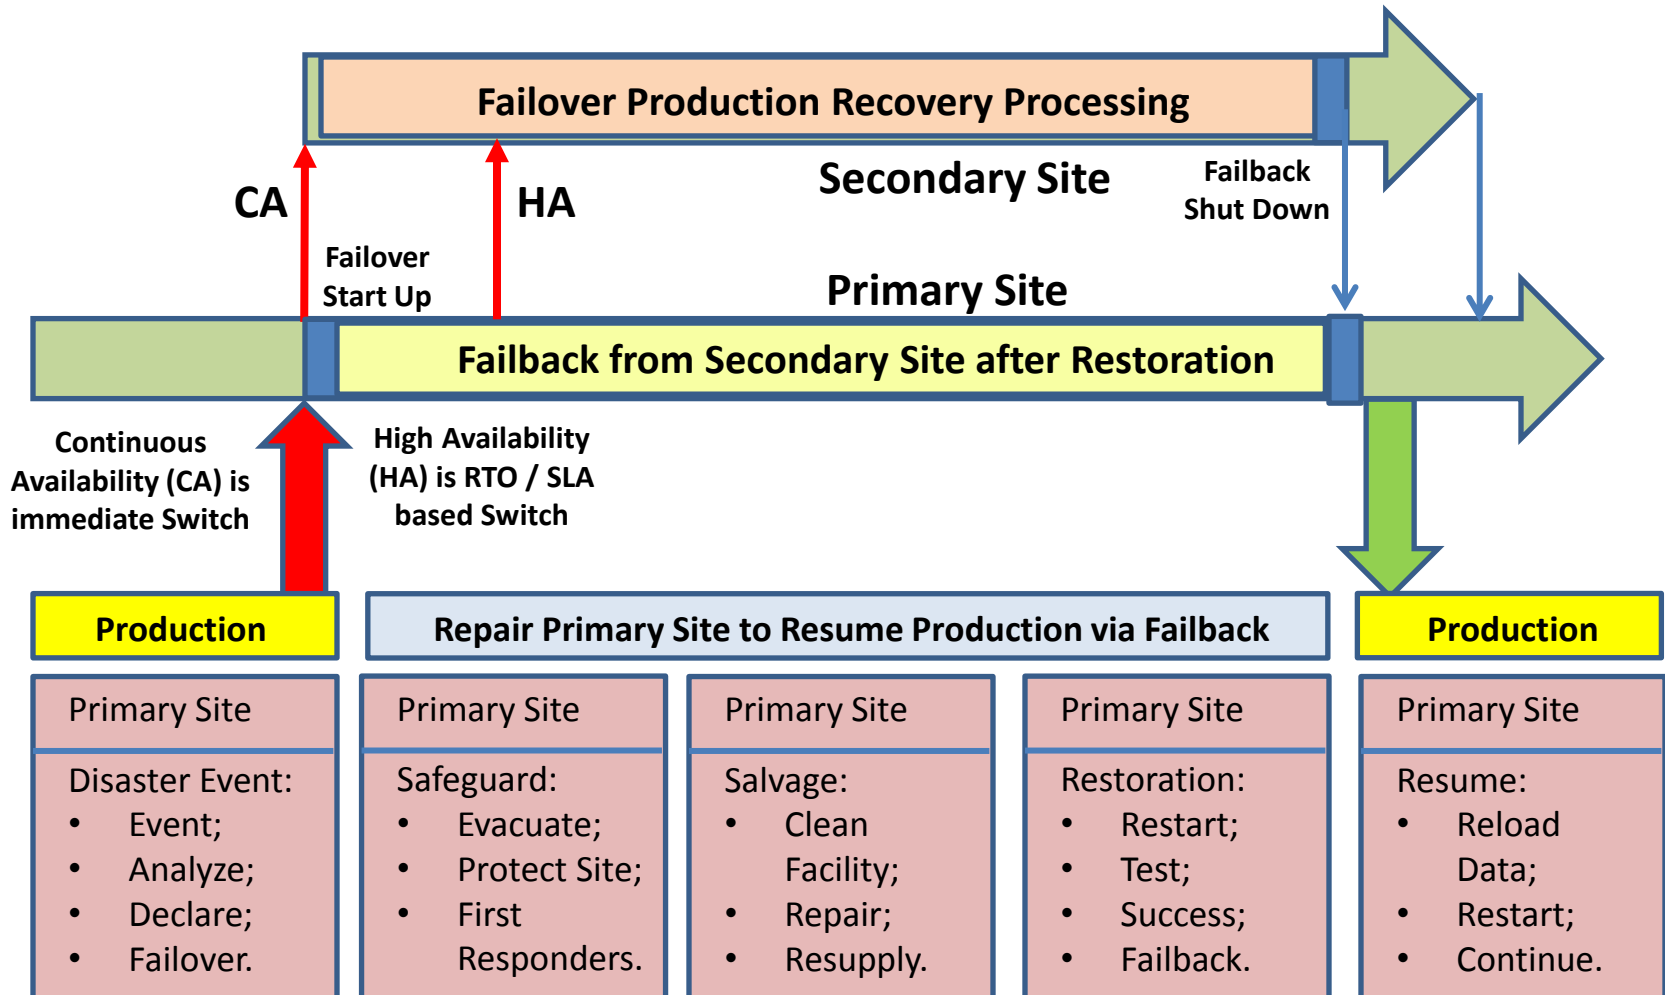 Failover Production Recovery Processing
Secondary Site
CA
HA
Failback
Shut Down
Failover
Start Up
Primary Site
Failback from Secondary Site after Restoration
Continuous
Availability (CA) is
immediate Switch
High Availability
(HA) is RTO / SLA
based Switch
Production
Repair Primary Site to Resume Production via Failback
Production
Primary Site
Disaster Event:
• Event;
• Analyze;
• Declare;
• Failover.
Primary Site
Safeguard:
• Evacuate;
• Protect Site;
• First
Responders.
Primary Site
Salvage:
• Clean
Facility;
• Repair;
• Resupply.
Primary Site
Restoration:
• Restart;
• Test;
• Success;
• Failback.
Primary Site
Resume:
• Reload
Data;
• Restart;
• Continue.